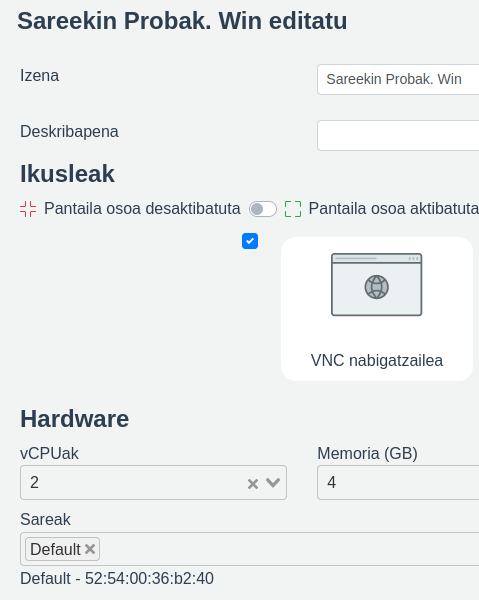 Sareekin Probak. Win editatu
Izena
Sareekin Probak. Win
Deskribapena
Ikusleak
Pantaila osoa desaktibatuta
Pantaila osoa aktibatuta
VNC nabigatzailea
Hardware
vCPUak
Memoria (GB)
2
4
Sareak
Default
Default - 52:54:00:36:b2:40